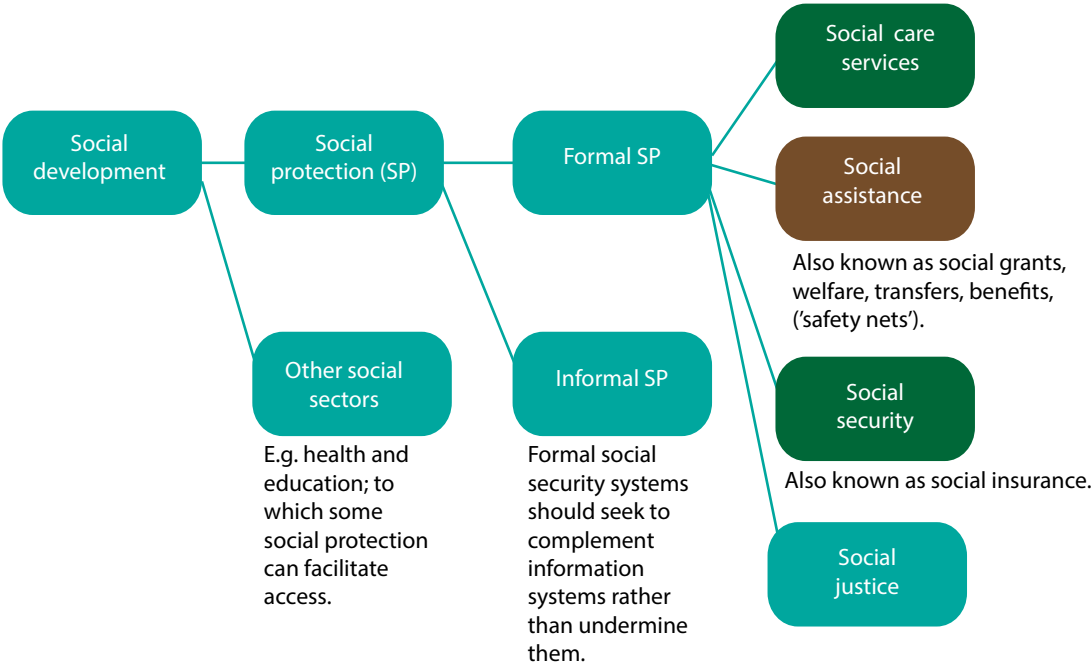 Social
development
Social
protection (SP)
Formal SP
Social care
services
Social
assistance
Also known as social grants,
welfare, transfers, benefits,
('safety nets').
Other social
sectors
E.g. health and
education; to
which some
social protection
can facilitate
access.
Informal SP
Formal social
security systems
should seek to
complement
information
systems rather
than undermine
them.
Social
security
Also known as social insurance.
Social
justice